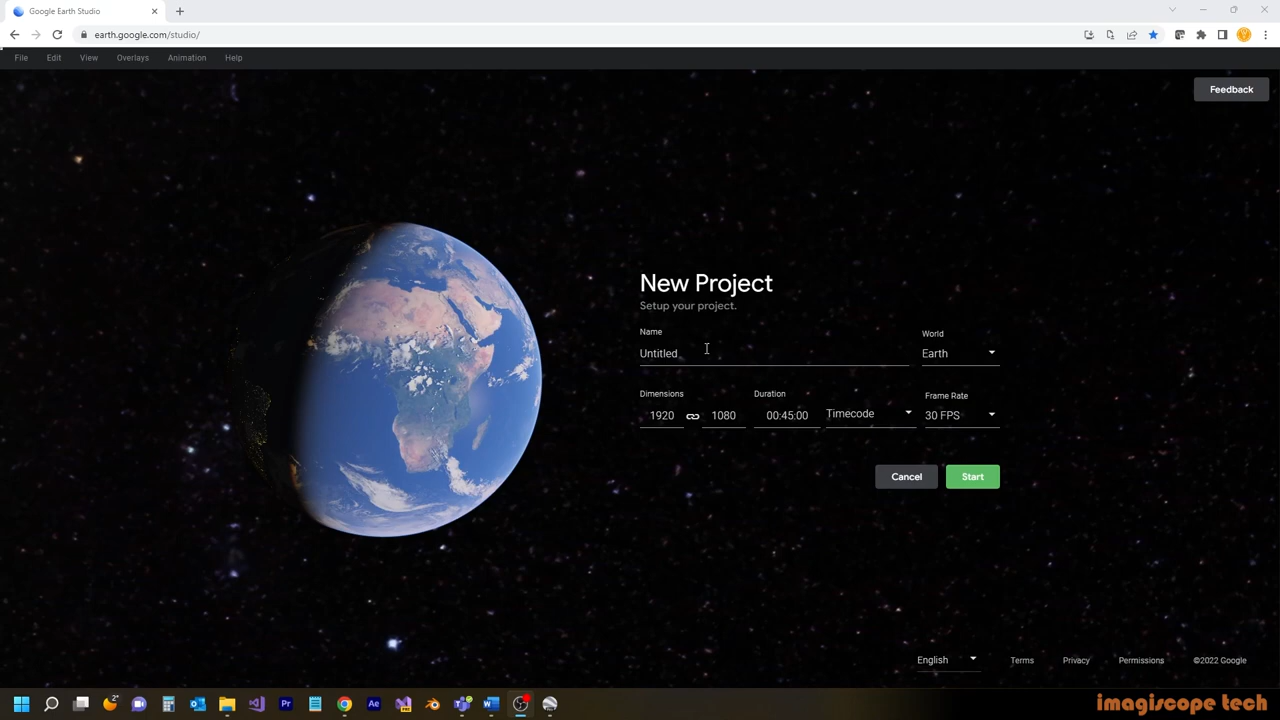 Google Earth Studio
earth.google.com/studio/
File Edit View Overlays Animation Help
Feedback
New Project
Setup your project.
Name World
Untitled Earth
Dimensions Duration Frame Rate
1920 1080 00:45:00 Timecode 30 FPS
Cancel Start
English Terms Privacy Permissions ©2022 Google
imagiscope tech